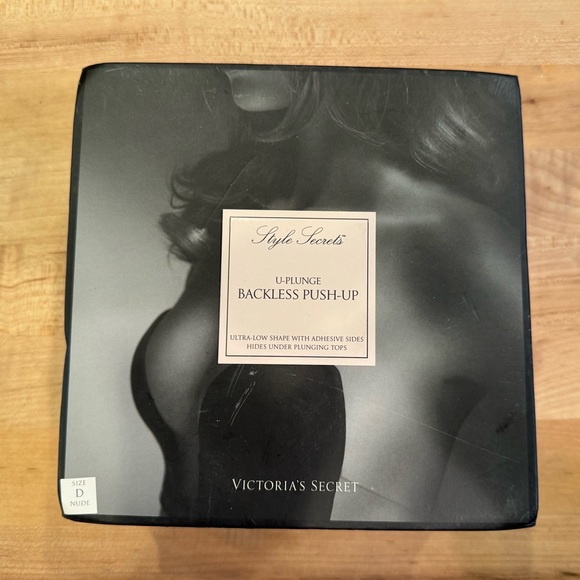 Style Secrets™
U-PLUNGE
BACKLESS PUSH-UP
ULTRA-LOW SHAPE WITH ADHESIVE SIDES
HIDES UNDER PLUNGING TOPS
VICTORIA'S SECRET
SIZE
D
NUDE